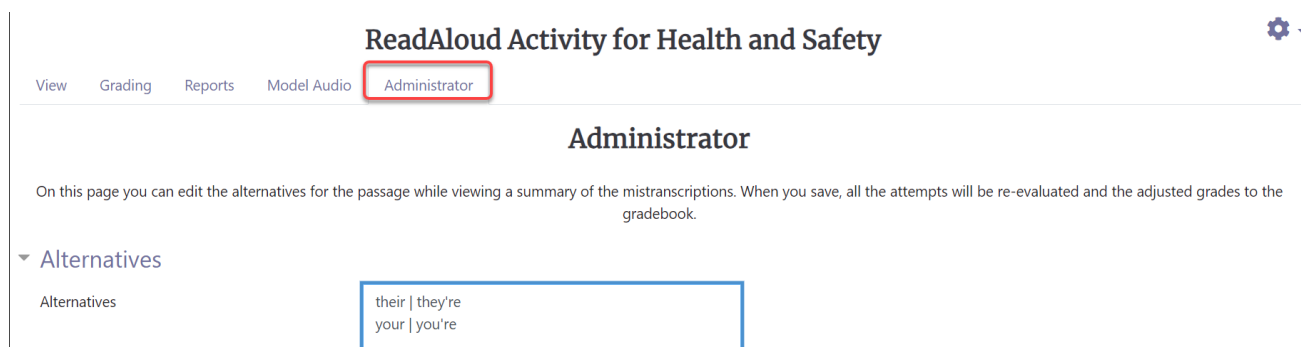 ReadAloud Activity for Health and Safety
View Grading Reports Model Audio Administrator
Administrator
On this page you can edit the alternatives for the passage while viewing a summary of the mistranscriptions. When you save, all the attempts will be re-evaluated and the adjusted grades to the
gradebook.
Alternatives
Alternatives
their | they're
your | you're